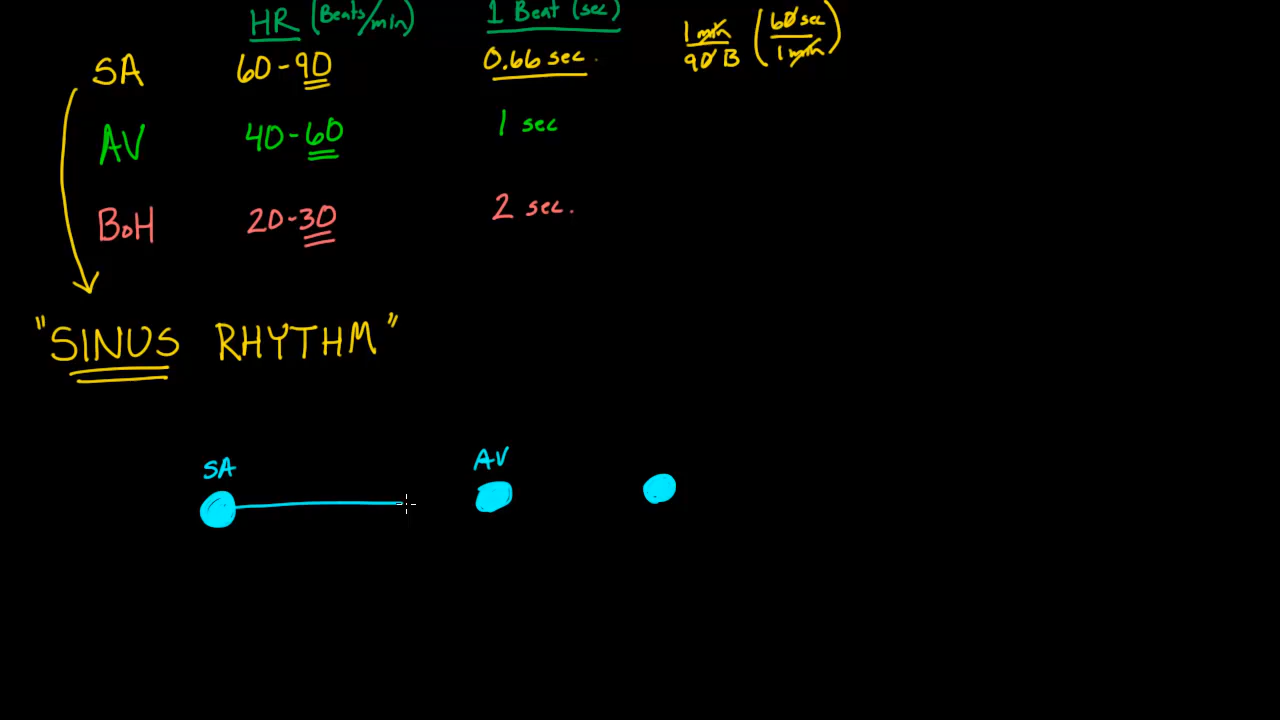 HR (Beats/min) 1 Beat (sec) 1 min/90 B (60 sec/1 min)
SA 60-90 0.66 sec.
AV 40-60 1 sec
BoH 20-30 2 sec.
"SINUS RHYTHM"
SA AV